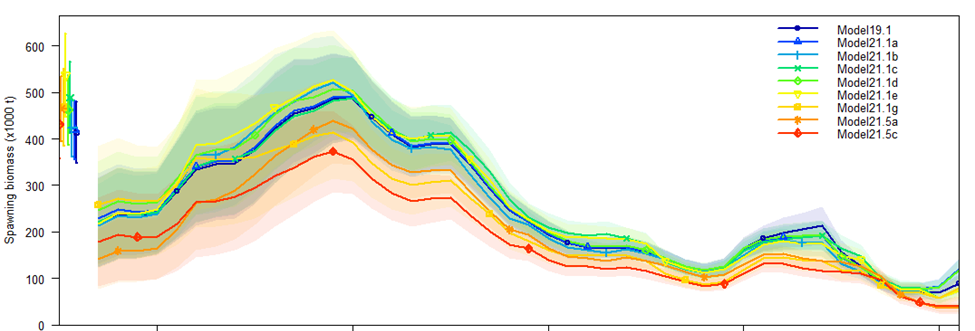 Spawning biomass (x1000 t)
600
500
400
300
200
100
0
Model19.1
Model21.1a
Model21.1b
Model21.1c
Model21.1d
Model21.1e
Model21.1g
Model21.5a
Model21.5c